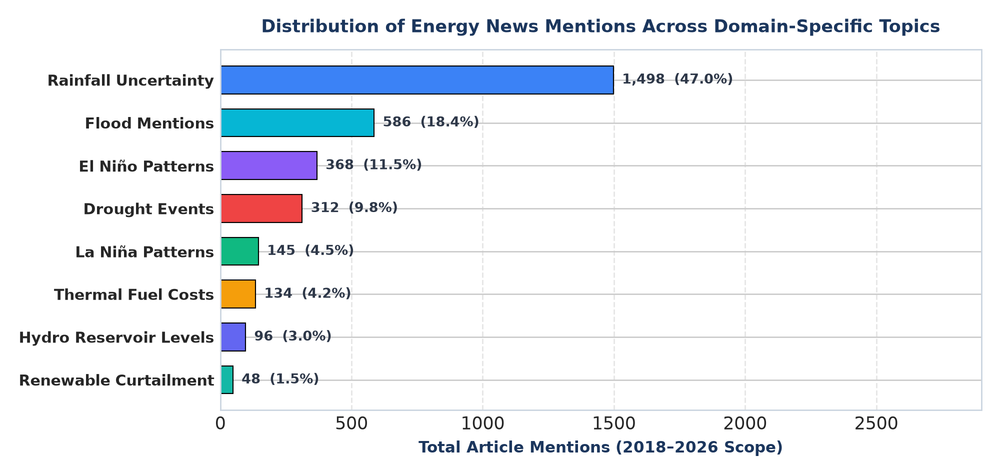 Distribution of Energy News Mentions Across Domain-Specific Topics
Rainfall Uncertainty 1,498 (47.0%)
Flood Mentions 586 (18.4%)
El Niño Patterns 368 (11.5%)
Drought Events 312 (9.8%)
La Niña Patterns 145 (4.5%)
Thermal Fuel Costs 134 (4.2%)
Hydro Reservoir Levels 96 (3.0%)
Renewable Curtailment 48 (1.5%)
0 500 1000 1500 2000 2500
Total Article Mentions (2018–2026 Scope)